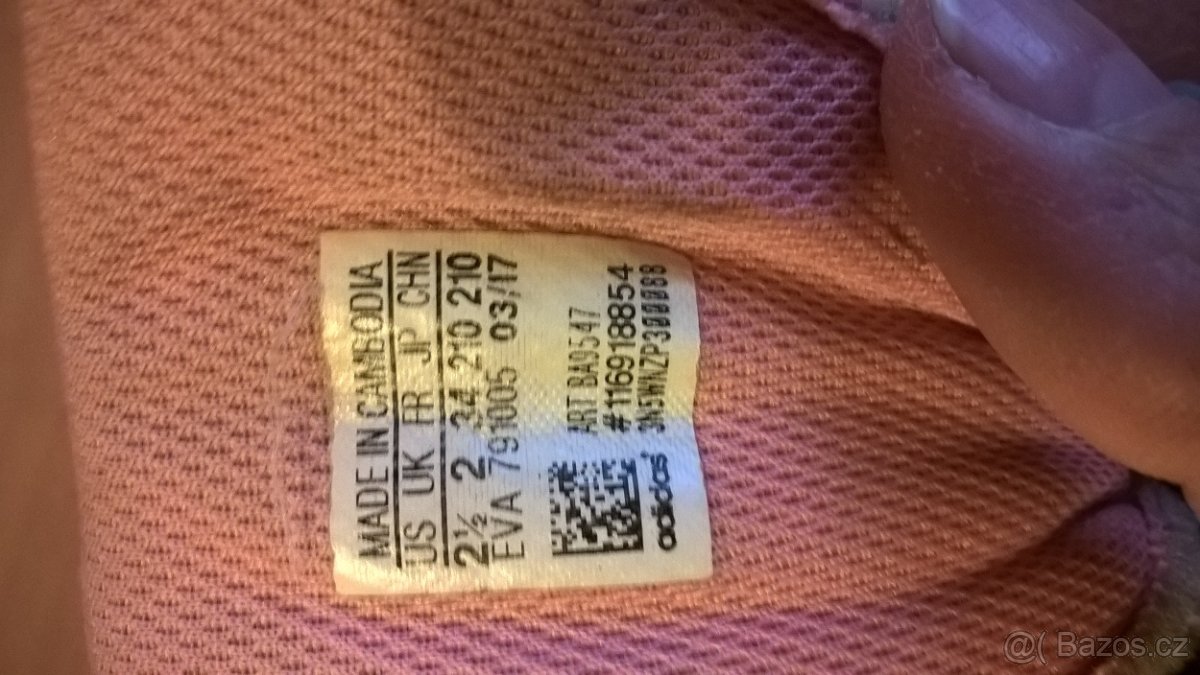 MADE IN CAMBODIA
US UK FR JP CHN
2½ 2 34 210 210
EVA 791005 03/17
ART BA9547
#116918854
3N5WNZP300088
adidas
@( Bazos.cz